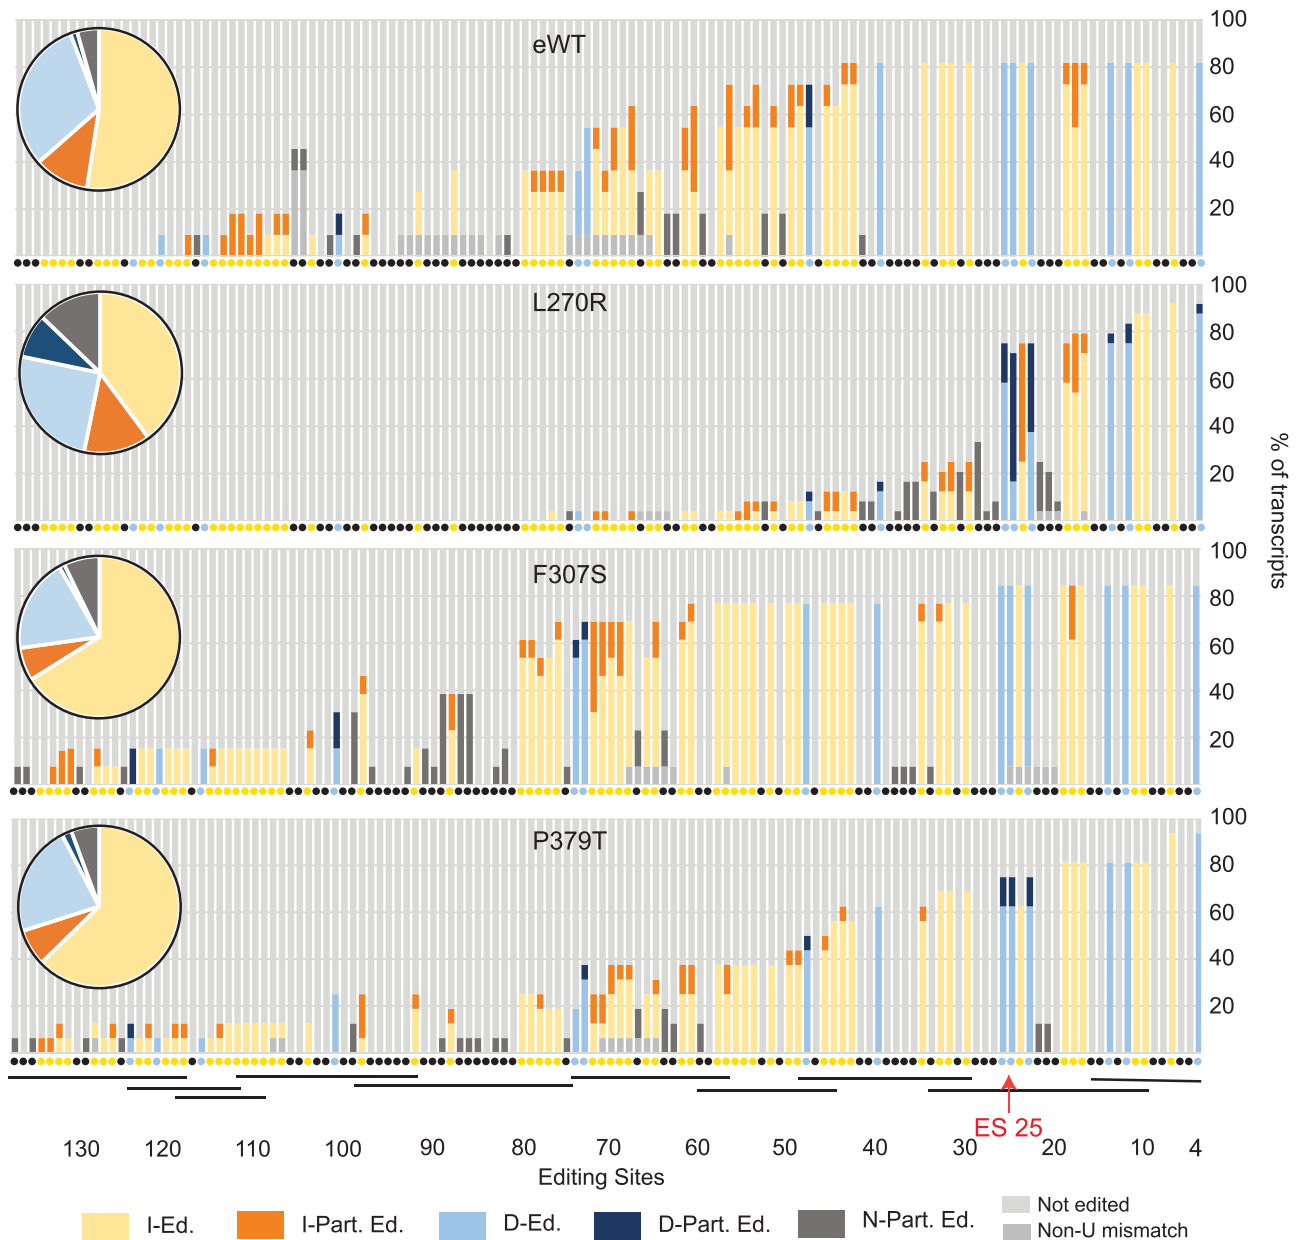 eWT
100
80
60
40
20
L270R
100
80
60
40
20
F307S
100
80
60
40
20
P379T
100
80
60
40
20
% of transcripts
ES 25
130 120 110 100 90 80 70 60 50 40 30 20 10 4
Editing Sites
I-Ed. I-Part. Ed. D-Ed. D-Part. Ed. N-Part. Ed. Not edited
Non-U mismatch